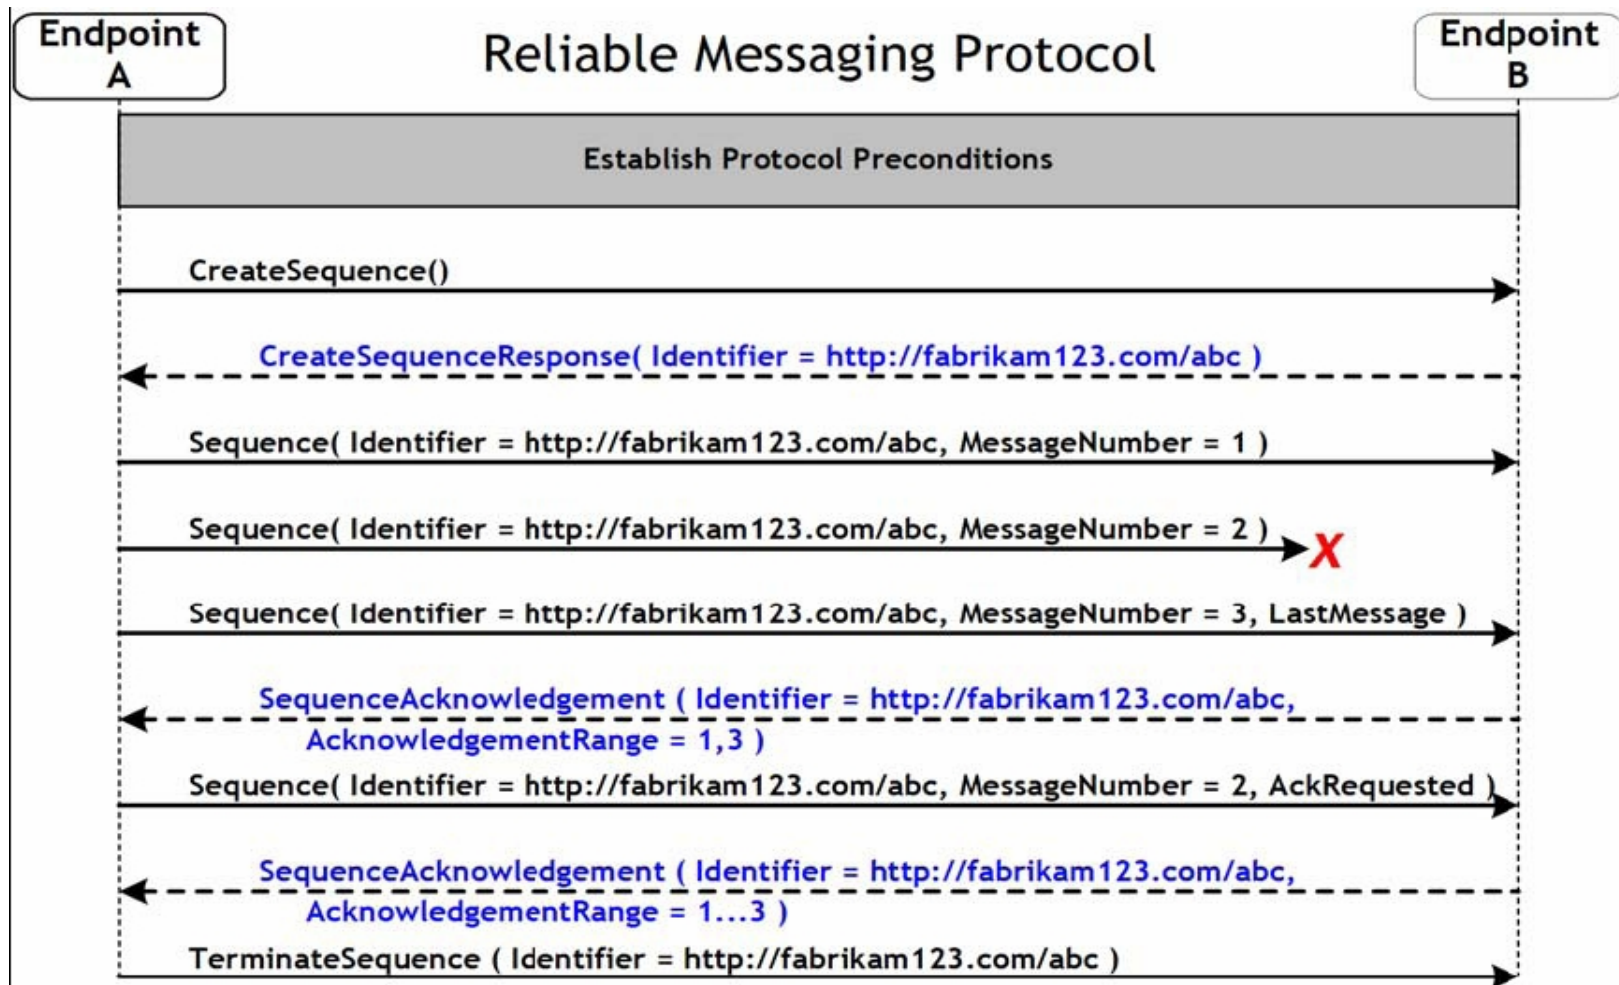 Endpoint
A
Reliable Messaging Protocol
Endpoint
B
Establish Protocol Preconditions
CreateSequence()
CreateSequenceResponse( Identifier = http://fabrikam123.com/abc )
Sequence( Identifier = http://fabrikam123.com/abc, MessageNumber = 1 )
Sequence( Identifier = http://fabrikam123.com/abc, MessageNumber = 2 )
X
Sequence( Identifier = http://fabrikam123.com/abc, MessageNumber = 3, LastMessage )
SequenceAcknowledgement ( Identifier = http://fabrikam123.com/abc,
AcknowledgementRange = 1,3 )
Sequence( Identifier = http://fabrikam123.com/abc, MessageNumber = 2, AckRequested )
SequenceAcknowledgement ( Identifier = http://fabrikam123.com/abc,
AcknowledgementRange = 1...3 )
TerminateSequence ( Identifier = http://fabrikam123.com/abc )